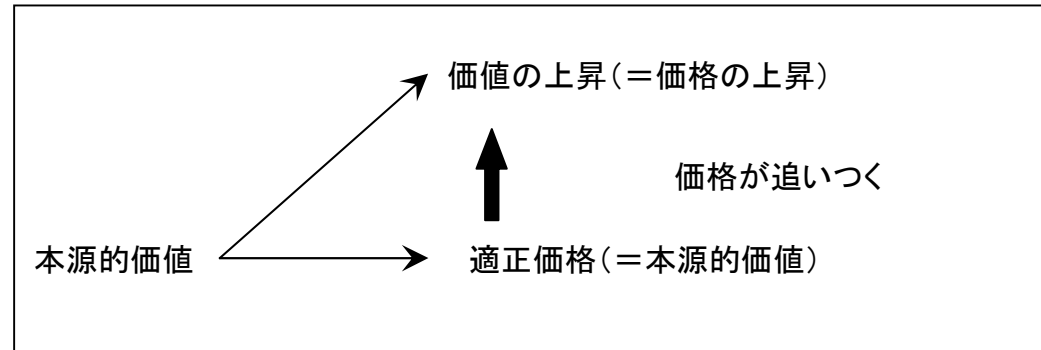 価値の上昇（＝価格の上昇）
価格が追いつく
本源的価値
適正価格（＝本源的価値）